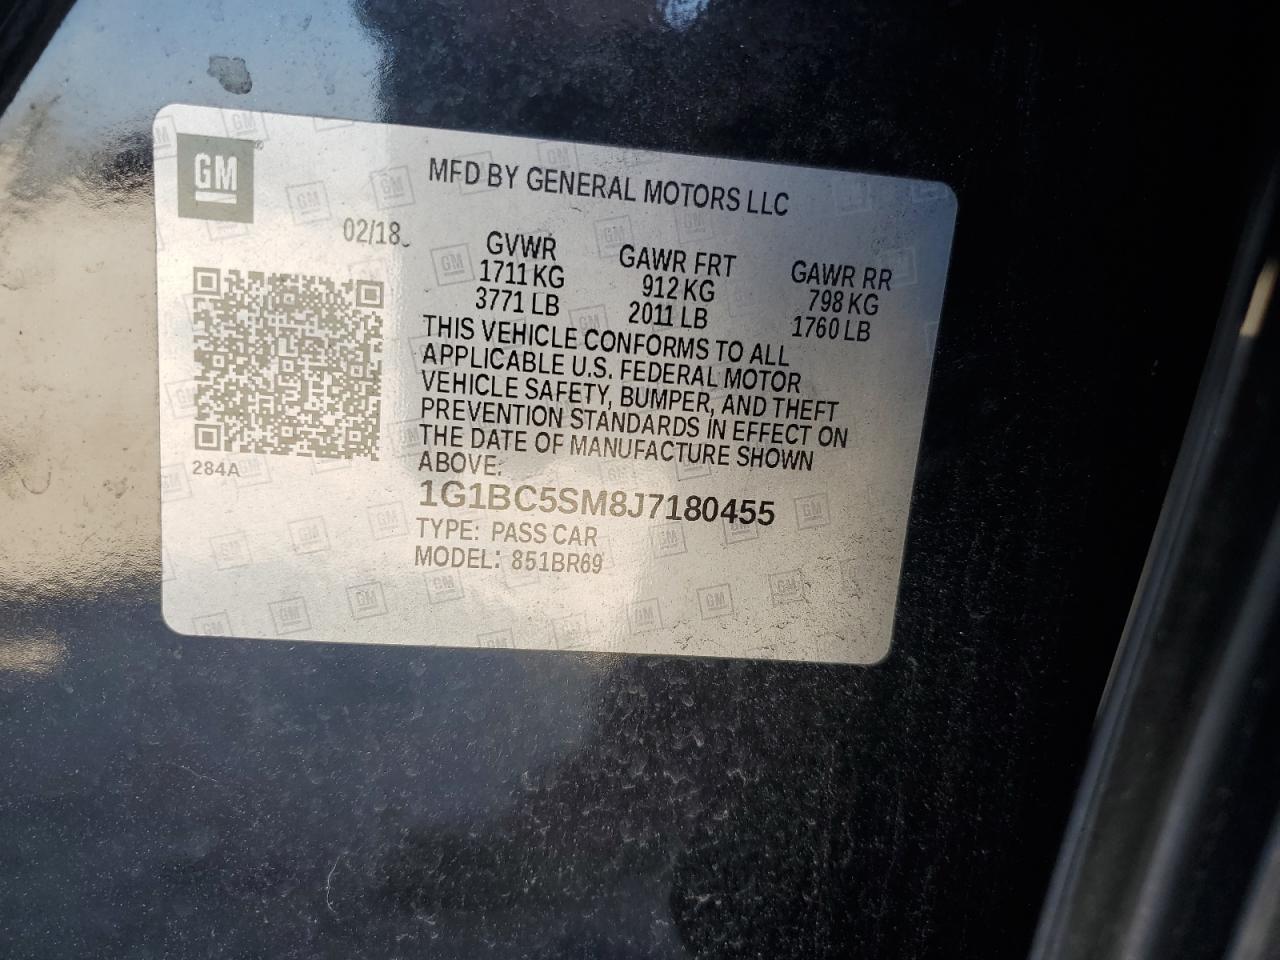 GM
MFD BY GENERAL MOTORS LLC
02/18
GVWR GAWR FRT GAWR RR
1711 KG 912 KG 798 KG
3771 LB 2011 LB 1760 LB
THIS VEHICLE CONFORMS TO ALL
APPLICABLE U.S. FEDERAL MOTOR
VEHICLE SAFETY, BUMPER, AND THEFT
PREVENTION STANDARDS IN EFFECT ON
THE DATE OF MANUFACTURE SHOWN
ABOVE.
284A
1G1BC5SM8J7180455
TYPE: PASS CAR
MODEL: 851BR69